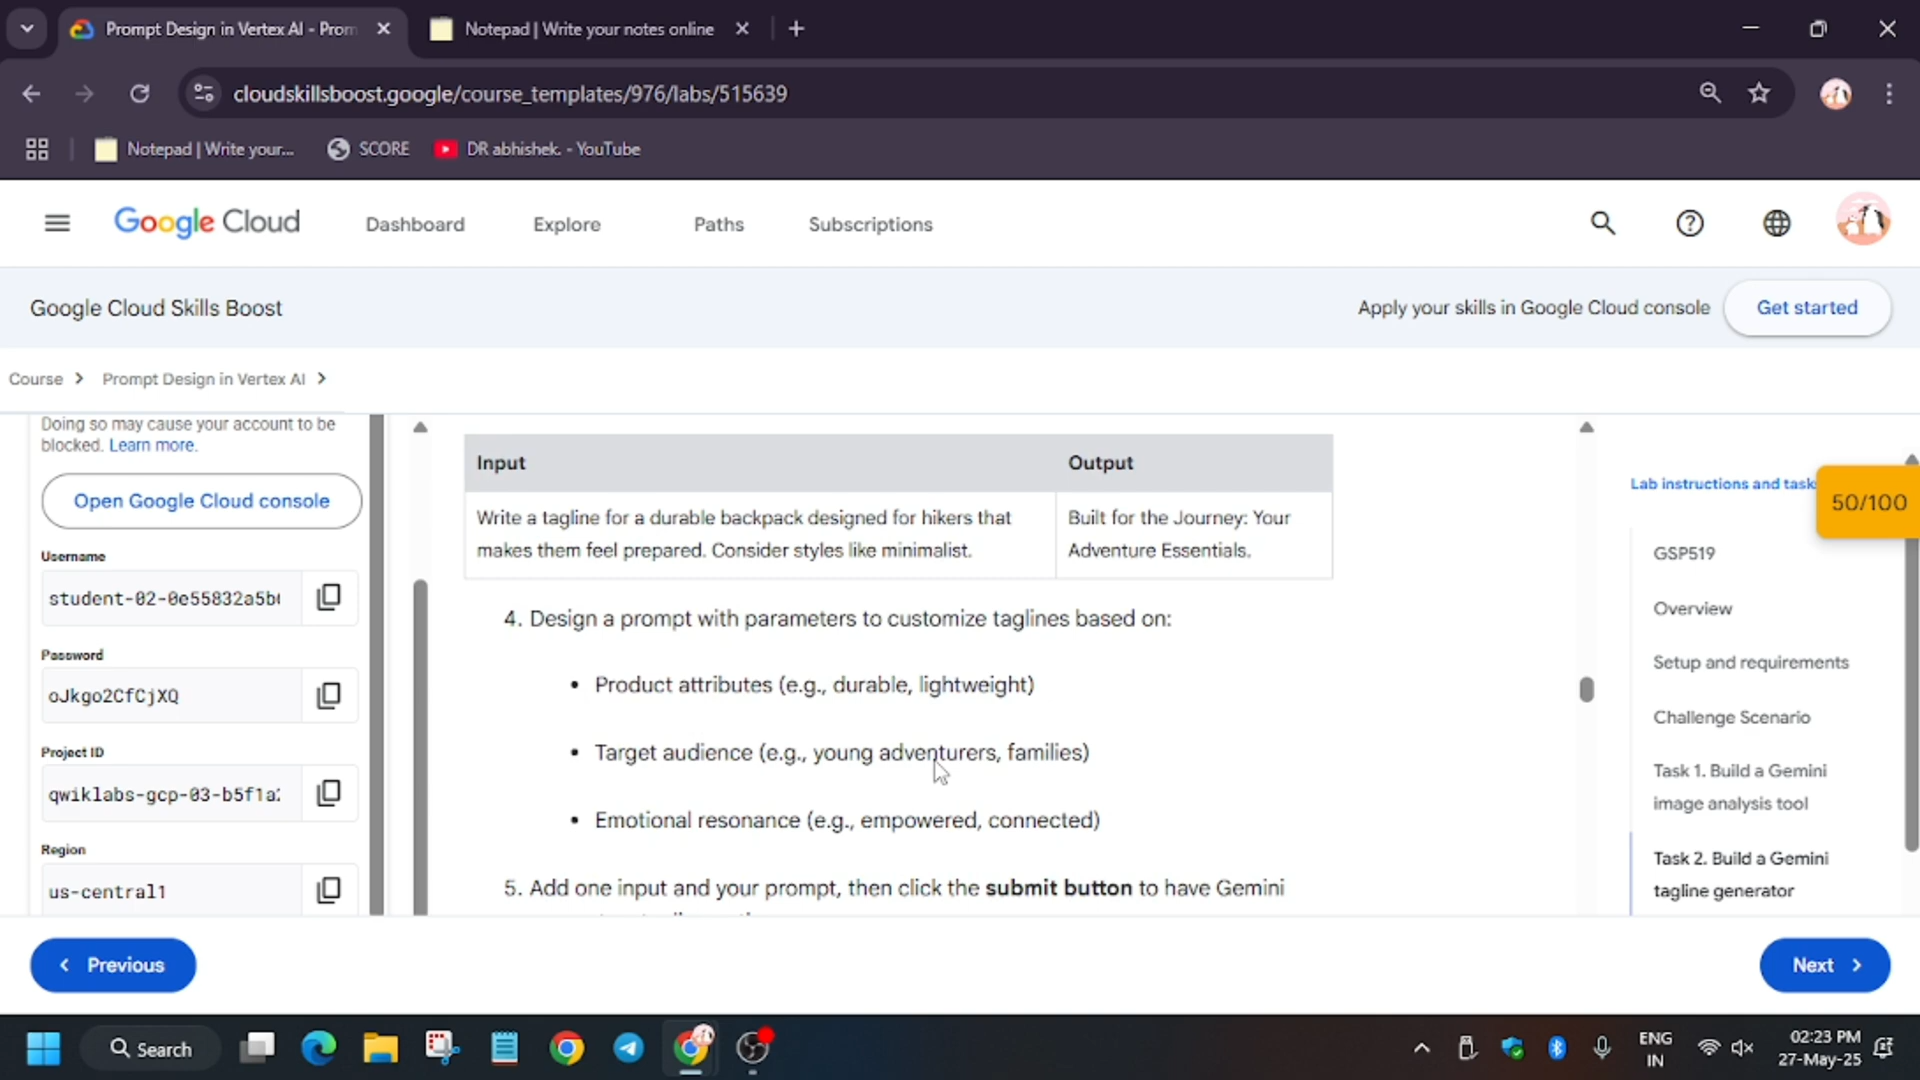 Prompt Design in Vertex AI - Prom
Notepad | Write your notes online
cloudskillsboost.google/course_templates/976/labs/515639
Notepad | Write your...
SCORE
DR abhishek. - YouTube
Google Cloud
Dashboard
Explore
Paths
Subscriptions
Google Cloud Skills Boost
Apply your skills in Google Cloud console
Get started
Course
Prompt Design in Vertex AI
Doing so may cause your account to be
blocked. Learn more.
Open Google Cloud console
Username
student-02-0e55832a5b
Password
oJkgo2CfCjXQ
Project ID
qwiklabs-gcp-03-b5f1a
Region
us-central1
Input
Output
Write a tagline for a durable backpack designed for hikers that
makes them feel prepared. Consider styles like minimalist.
Built for the Journey: Your
Adventure Essentials.
4. Design a prompt with parameters to customize taglines based on:
• Product attributes (e.g., durable, lightweight)
• Target audience (e.g., young adventurers, families)
• Emotional resonance (e.g., empowered, connected)
5. Add one input and your prompt, then click the submit button to have Gemini
Lab instructions and task
50/100
GSP519
Overview
Setup and requirements
Challenge Scenario
Task 1. Build a Gemini
image analysis tool
Task 2. Build a Gemini
tagline generator
Previous
Next
Search
ENG
IN
02:23 PM
27-May-25